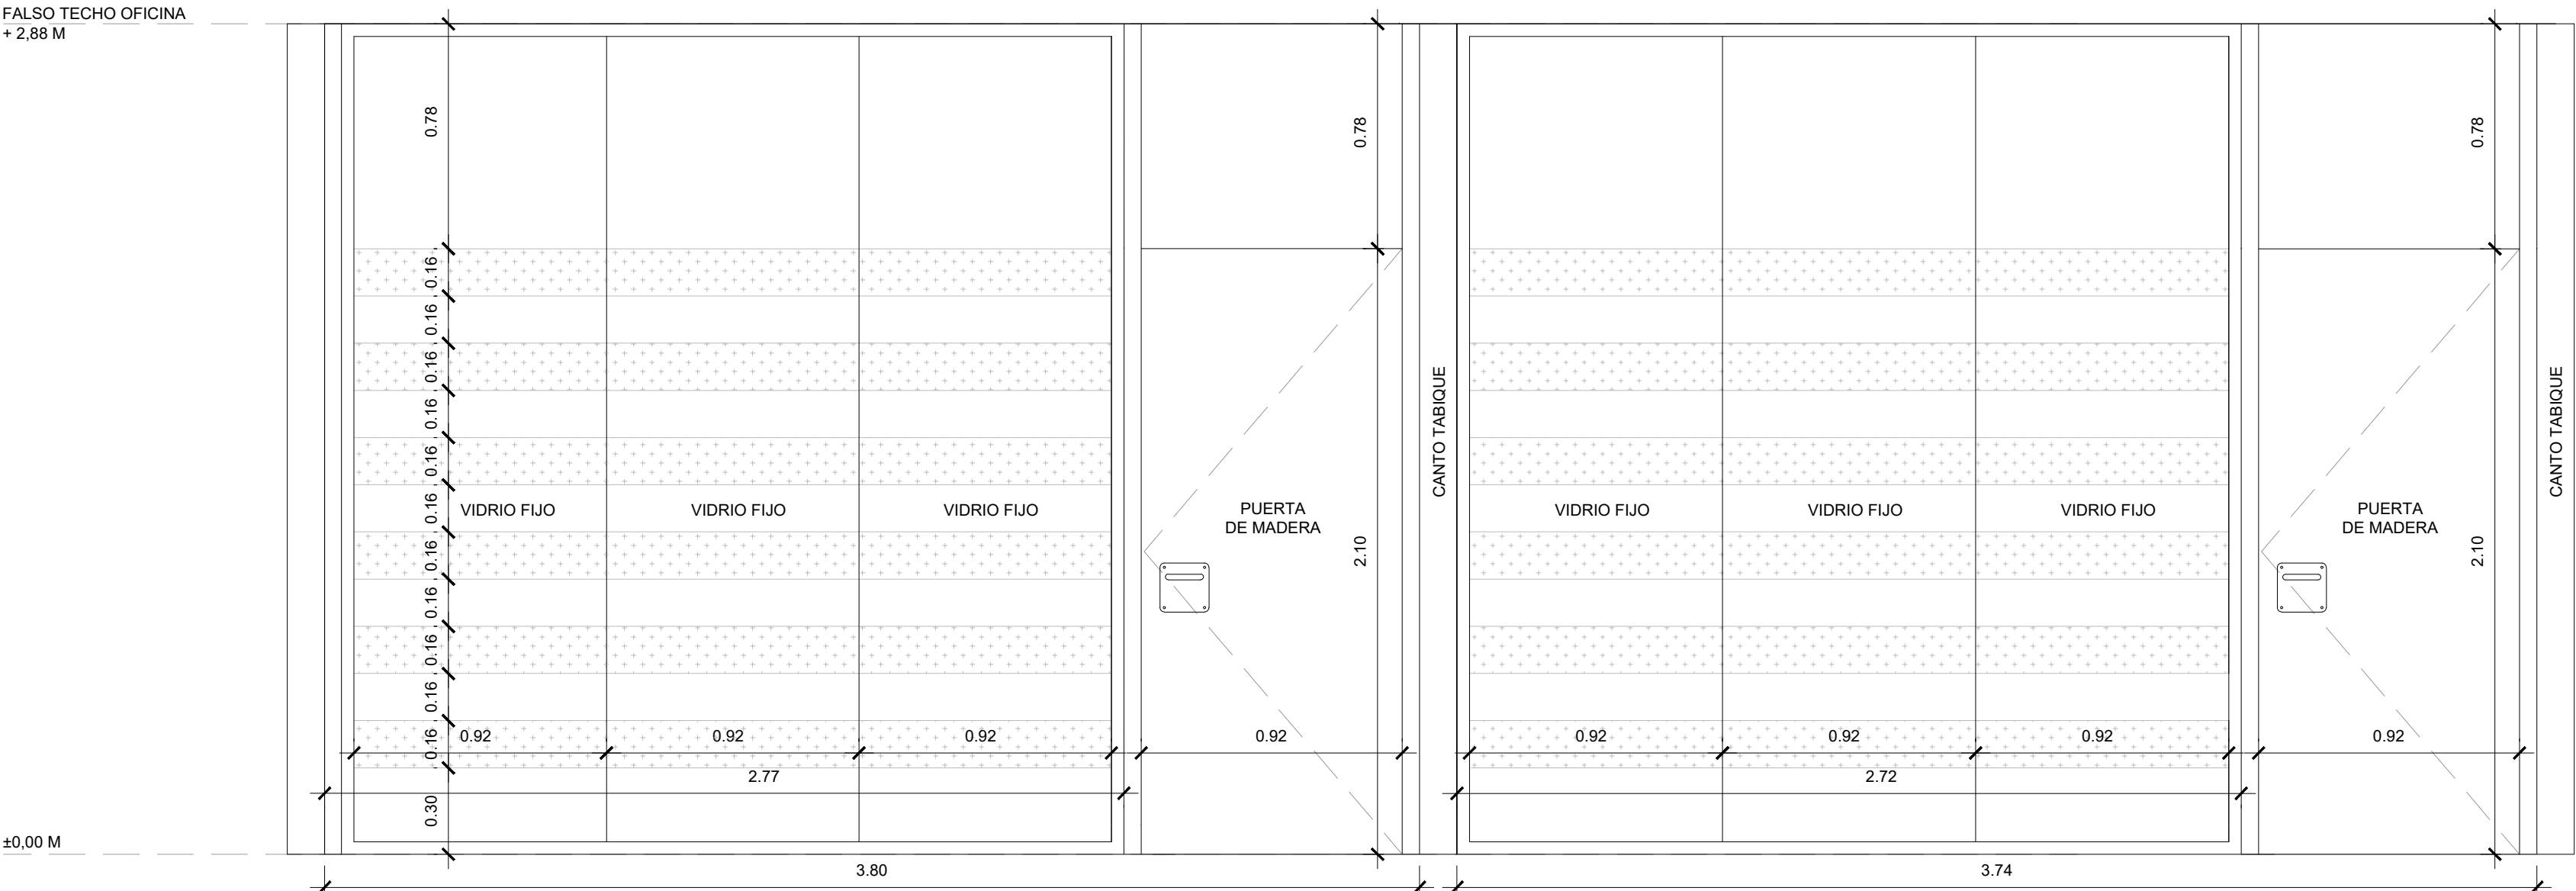 FALSO TECHO OFICINA
+ 2,88 M
0.78
0.78
0.78
0.16
0.16
0.16
0.16
0.16
0.16
0.16
0.16
0.16
0.16
0.16
0.30
VIDRIO FIJO
VIDRIO FIJO
VIDRIO FIJO
PUERTA
DE MADERA
2.10
CANTO TABIQUE
VIDRIO FIJO
VIDRIO FIJO
VIDRIO FIJO
PUERTA
DE MADERA
2.10
CANTO TABIQUE
0.92
0.92
0.92
0.92
0.92
0.92
0.92
0.92
2.77
2.72
±0,00 M
3.80
3.74